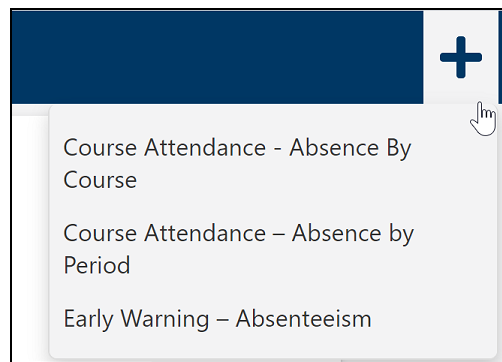 Course Attendance - Absence By
Course
Course Attendance – Absence by
Period
Early Warning – Absenteeism